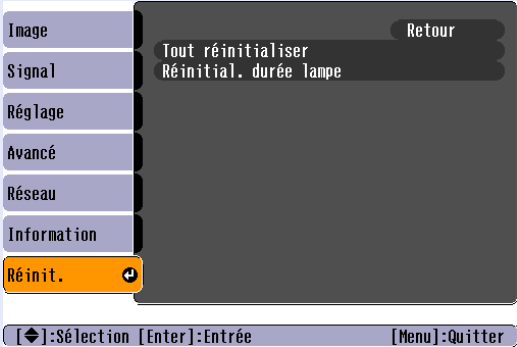 Image
Signal
Réglage
Avancé
Réseau
Information
Réinit.
Retour
Tout réinitialiser
Réinitial. durée lampe
[◆]:Sélection [Enter]:Entrée [Menu]:Quitter